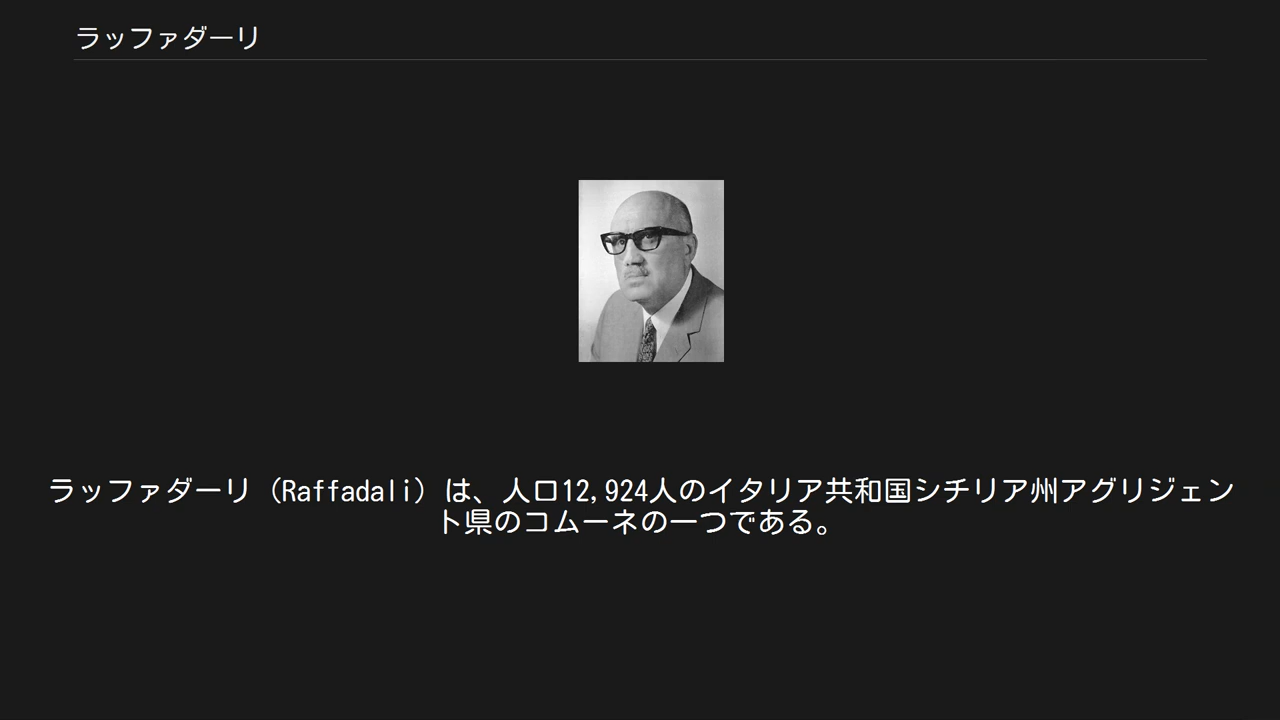 ラッファダーリ
ラッファダーリ（Raffadali）は、人口12,924人のイタリア共和国シチリア州アグリジェン
ト県のコムーネの一つである。